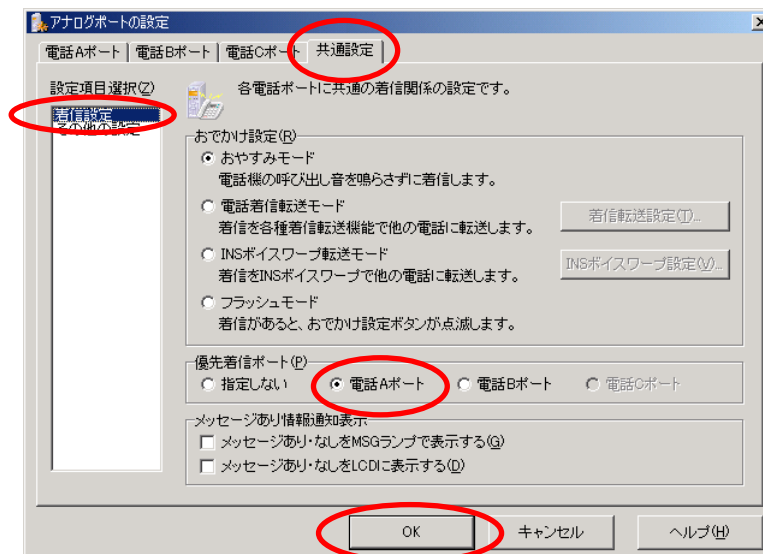 アナログポートの設定
電話Aポート 電話Bポート 電話Cポート 共通設定
設定項目選択(Z)
着信設定
その他の設定
各電話ポートに共通の着信関係の設定です。
おでかけ設定(R)
おやすみモード
電話機の呼び出し音を鳴らさずに着信します。
電話着信転送モード
着信を各種着信転送機能で他の電話に転送します。
着信転送設定(T)...
INSボイスワープ転送モード
着信をINSボイスワープで他の電話に転送します。
INSボイスワープ設定(V)...
フラッシュモード
着信があると、おでかけ設定ボタンが点滅します。
優先着信ポート(P)
指定しない 電話Aポート 電話Bポート 電話Cポート
メッセージあり情報通知表示
メッセージあり・なしをMSGランプで表示する(G)
メッセージあり・なしをLCDに表示する(D)
OK キャンセル ヘルプ(H)